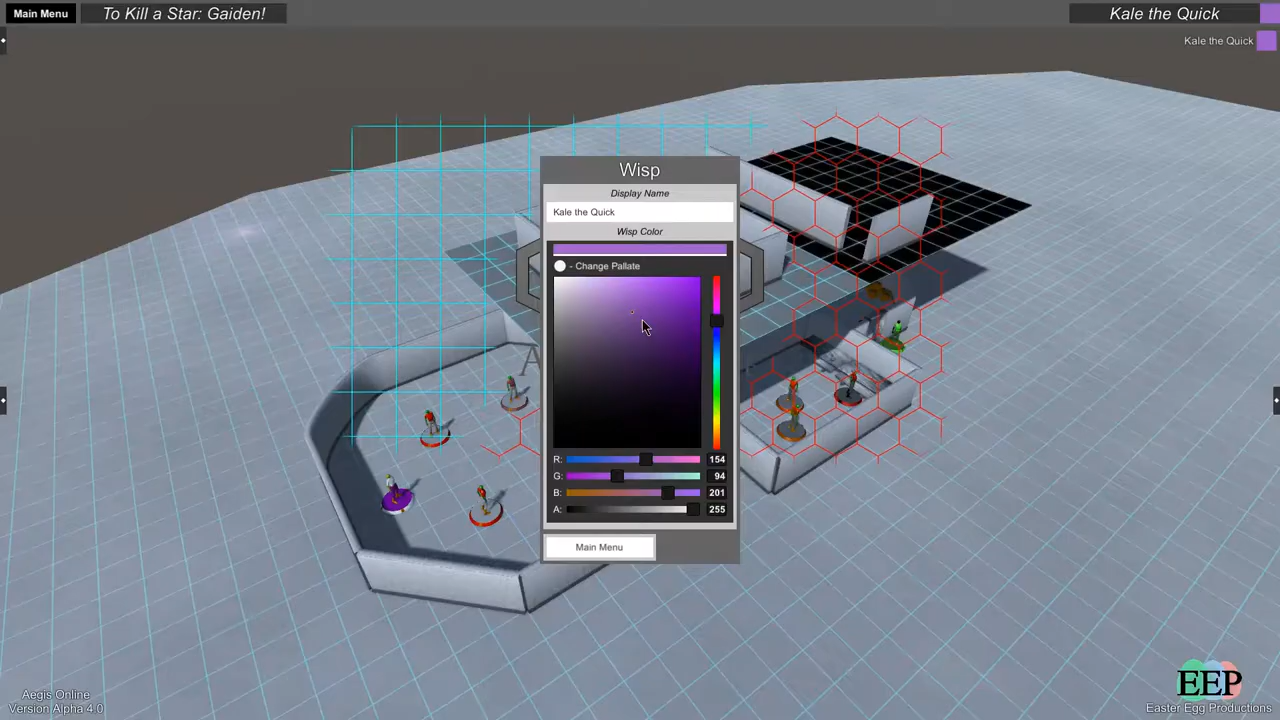 Main Menu
To Kill a Star: Gaiden!
Kale the Quick
Kale the Quick
Wisp
Display Name
Kale the Quick
Wisp Color
- Change Pallate
R: 154
G: 94
B: 201
A: 255
Main Menu
Aegis Online
Version Alpha 4.0
EEP
Easter Egg Productions